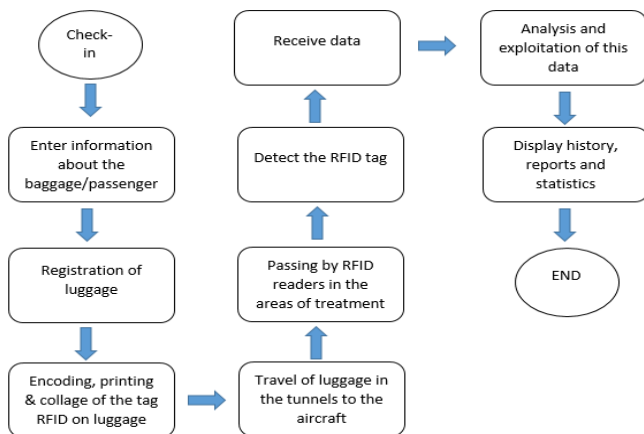 Check-
in
Enter information
about the
baggage/passenger
Registration of
luggage
Encoding, printing
& collage of the tag
RFID on luggage
Travel of luggage in
the tunnels to the
aircraft
Passing by RFID
readers in the
areas of treatment
Detect the RFID tag
Receive data
Analysis and
exploitation of this
data
Display history,
reports and
statistics
END